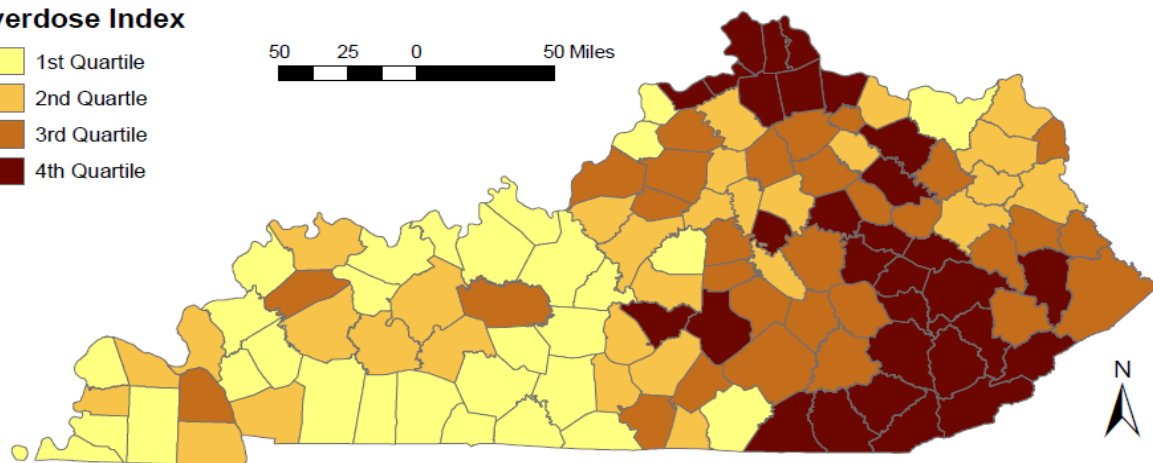 verdose Index
1st Quartile
2nd Quartle
3rd Quartile
4th Quartile
50 25 0 50 Miles
N